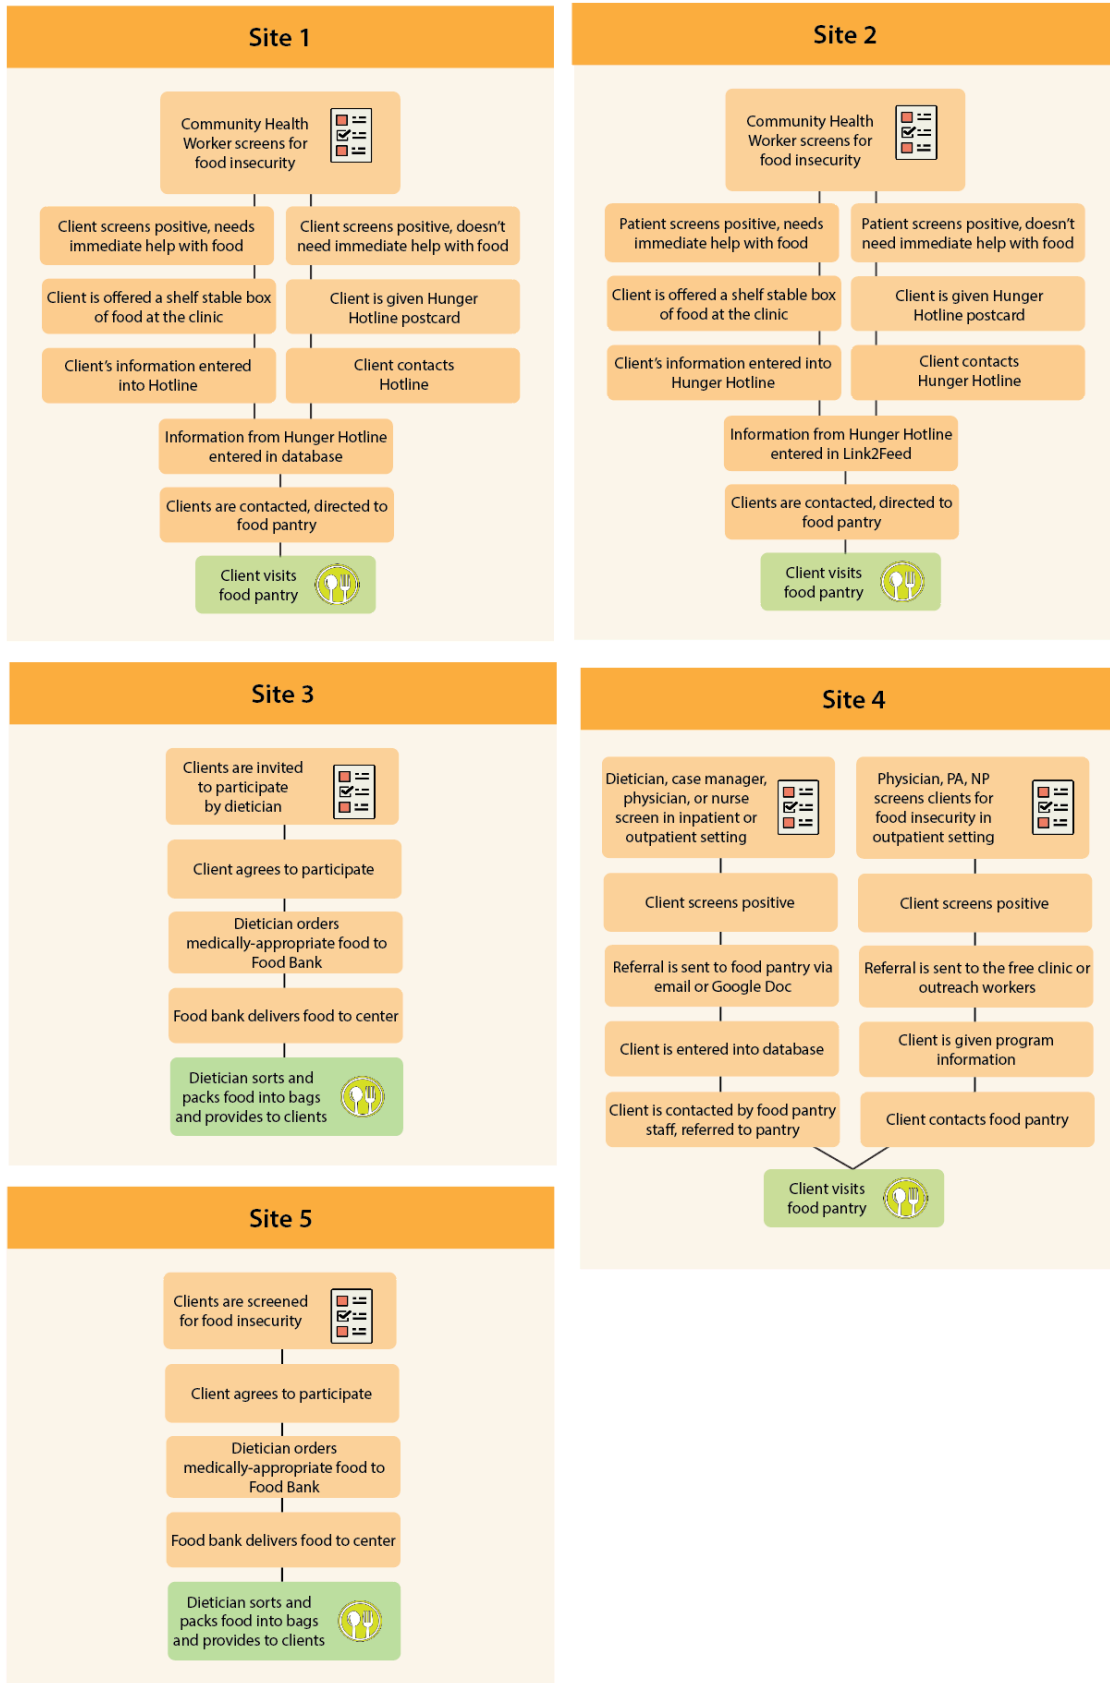 Site 1
Community Health
Worker screens for
food insecurity
Client screens positive, needs
immediate help with food
Client screens positive, doesn't
need immediate help with food
Client is offered a shelf stable box
of food at the clinic
Client is given Hunger
Hotline postcard
Client's information entered
into Hotline
Client contacts
Hotline
Information from Hunger Hotline
entered in database
Clients are contacted, directed to
food pantry
Client visits
food pantry
Site 2
Community Health
Worker screens for
food insecurity
Patient screens positive, needs
immediate help with food
Patient screens positive, doesn't
need immediate help with food
Client is offered a shelf stable box
of food at the clinic
Client is given Hunger
Hotline postcard
Client's information entered into
Hunger Hotline
Client contacts
Hunger Hotline
Information from Hunger Hotline
entered in Link2Feed
Clients are contacted, directed to
food pantry
Client visits
food pantry
Site 3
Clients are invited
to participate
by dietician
Client agrees to participate
Dietician orders
medically-appropriate food to
Food Bank
Food bank delivers food to center
Dietician sorts and
packs food into bags
and provides to clients
Site 4
Dietician, case manager,
physician, or nurse
screen in inpatient or
outpatient setting
Physician, PA, NP
screens clients for
food insecurity in
outpatient setting
Client screens positive
Client screens positive
Referral is sent to food pantry via
email or Google Doc
Referral is sent to the free clinic or
outreach workers
Client is entered into database
Client is given program
information
Client is contacted by food pantry
staff, referred to pantry
Client contacts food pantry
Client visits
food pantry
Site 5
Clients are screened
for food insecurity
Client agrees to participate
Dietician orders
medically-appropriate food to
Food Bank
Food bank delivers food to center
Dietician sorts and
packs food into bags
and provides to clients